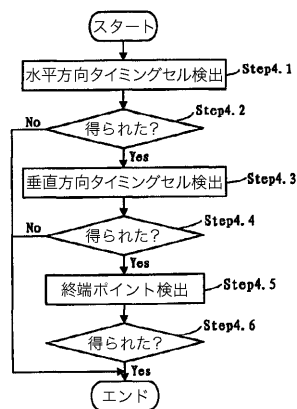 スタート
水平方向タイミングセル検出
Step4.1
Step4.2
No
得られた?
Yes
垂直方向タイミングセル検出
Step4.3
Step4.4
No
得られた?
Yes
終端ポイント検出
Step4.5
Step4.6
得られた?
Yes
エンド